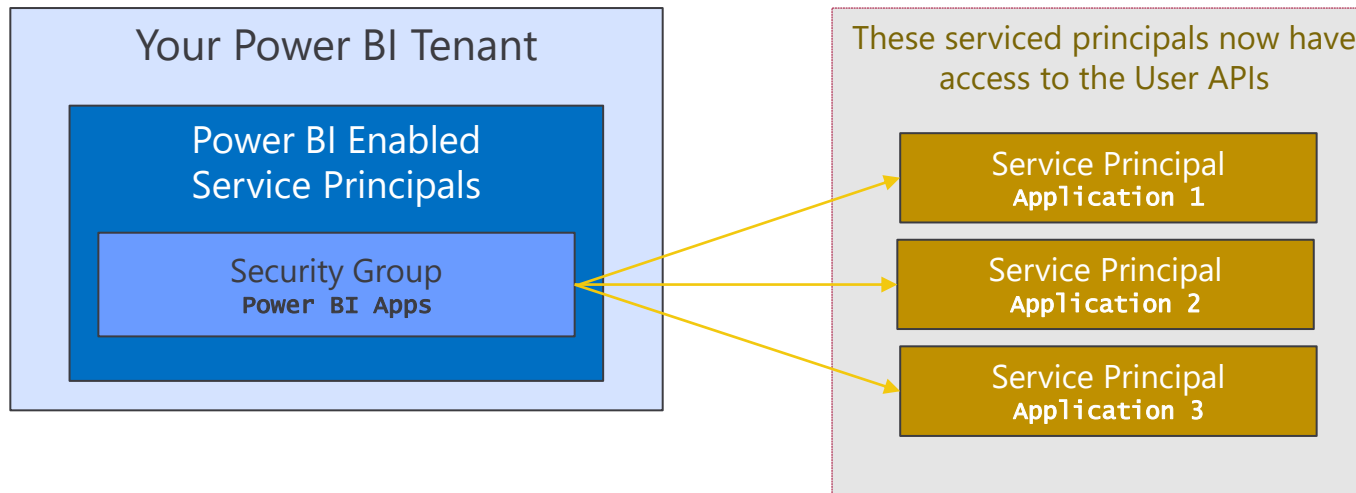 Your Power BI Tenant
Power BI Enabled
Service Principals
Security Group
Power BI Apps
These serviced principals now have
access to the User APIs
Service Principal
Application 1
Service Principal
Application 2
Service Principal
Application 3